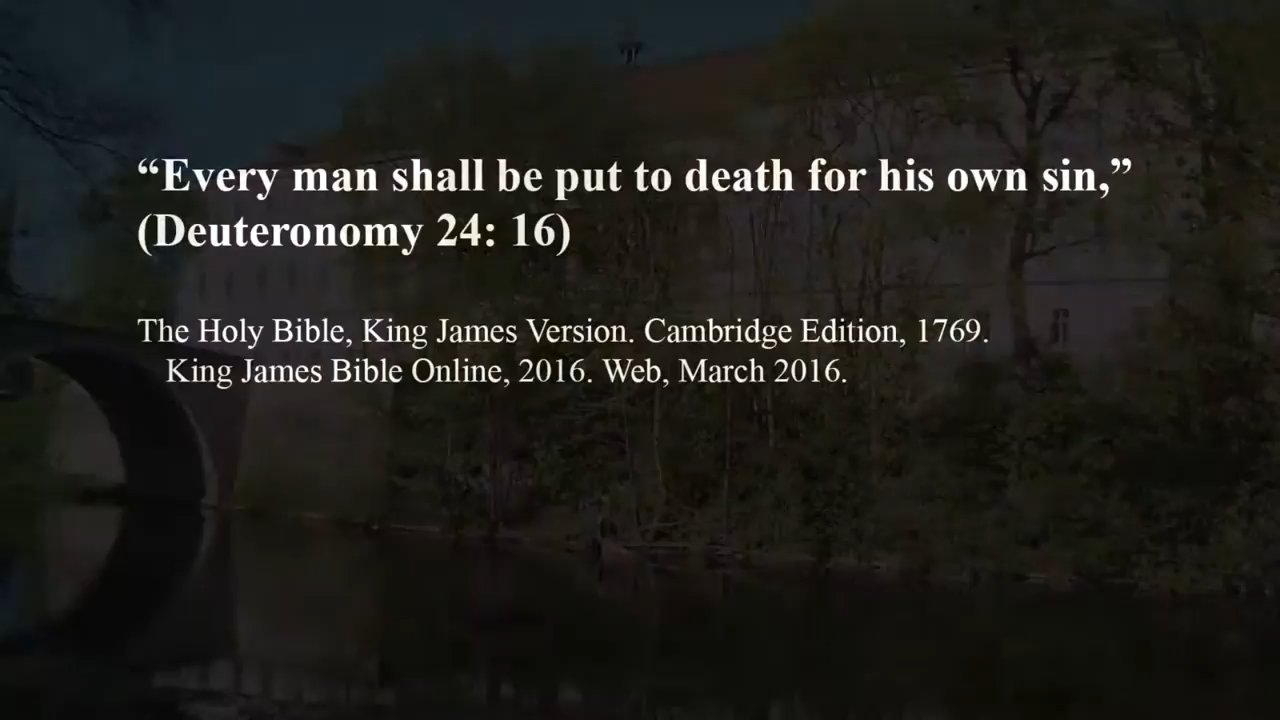 “Every man shall be put to death for his own sin,”
(Deuteronomy 24: 16)
The Holy Bible, King James Version. Cambridge Edition, 1769.
King James Bible Online, 2016. Web, March 2016.